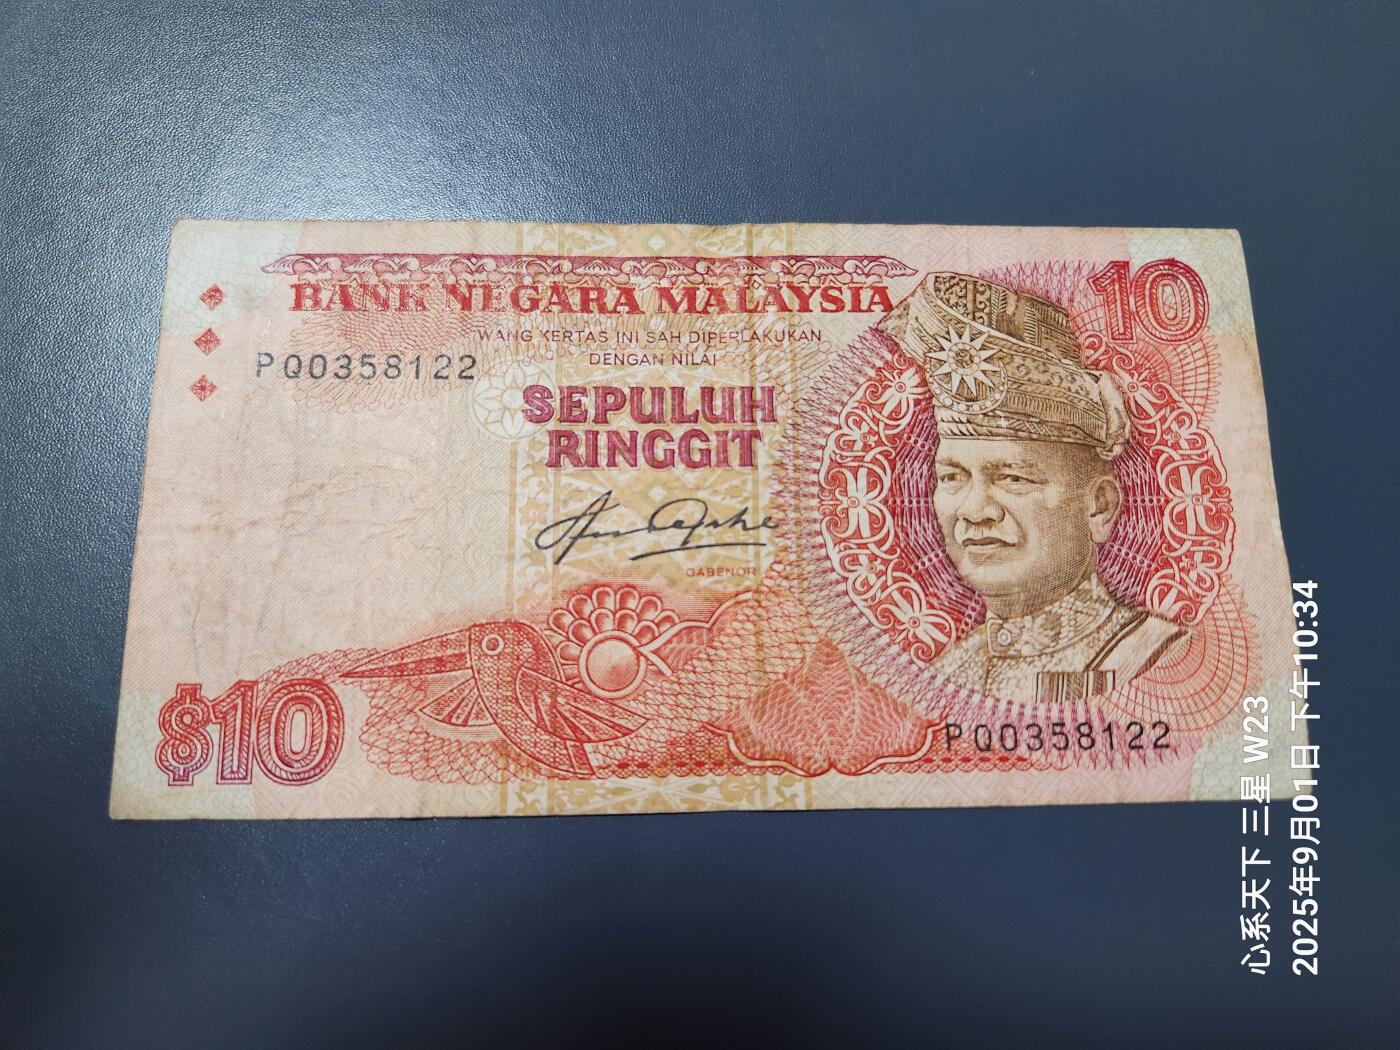 10
BANK NEGARA MALAYSIA
WANG KERTAS INI SAH DIPERLAKUKAN
DENGAN NILAI
PQ0358122
SEPULUH
RINGGIT
GABENOR
$10
PQ0358122
心系天下 三星 W23
2025年9月01日 下午10:34